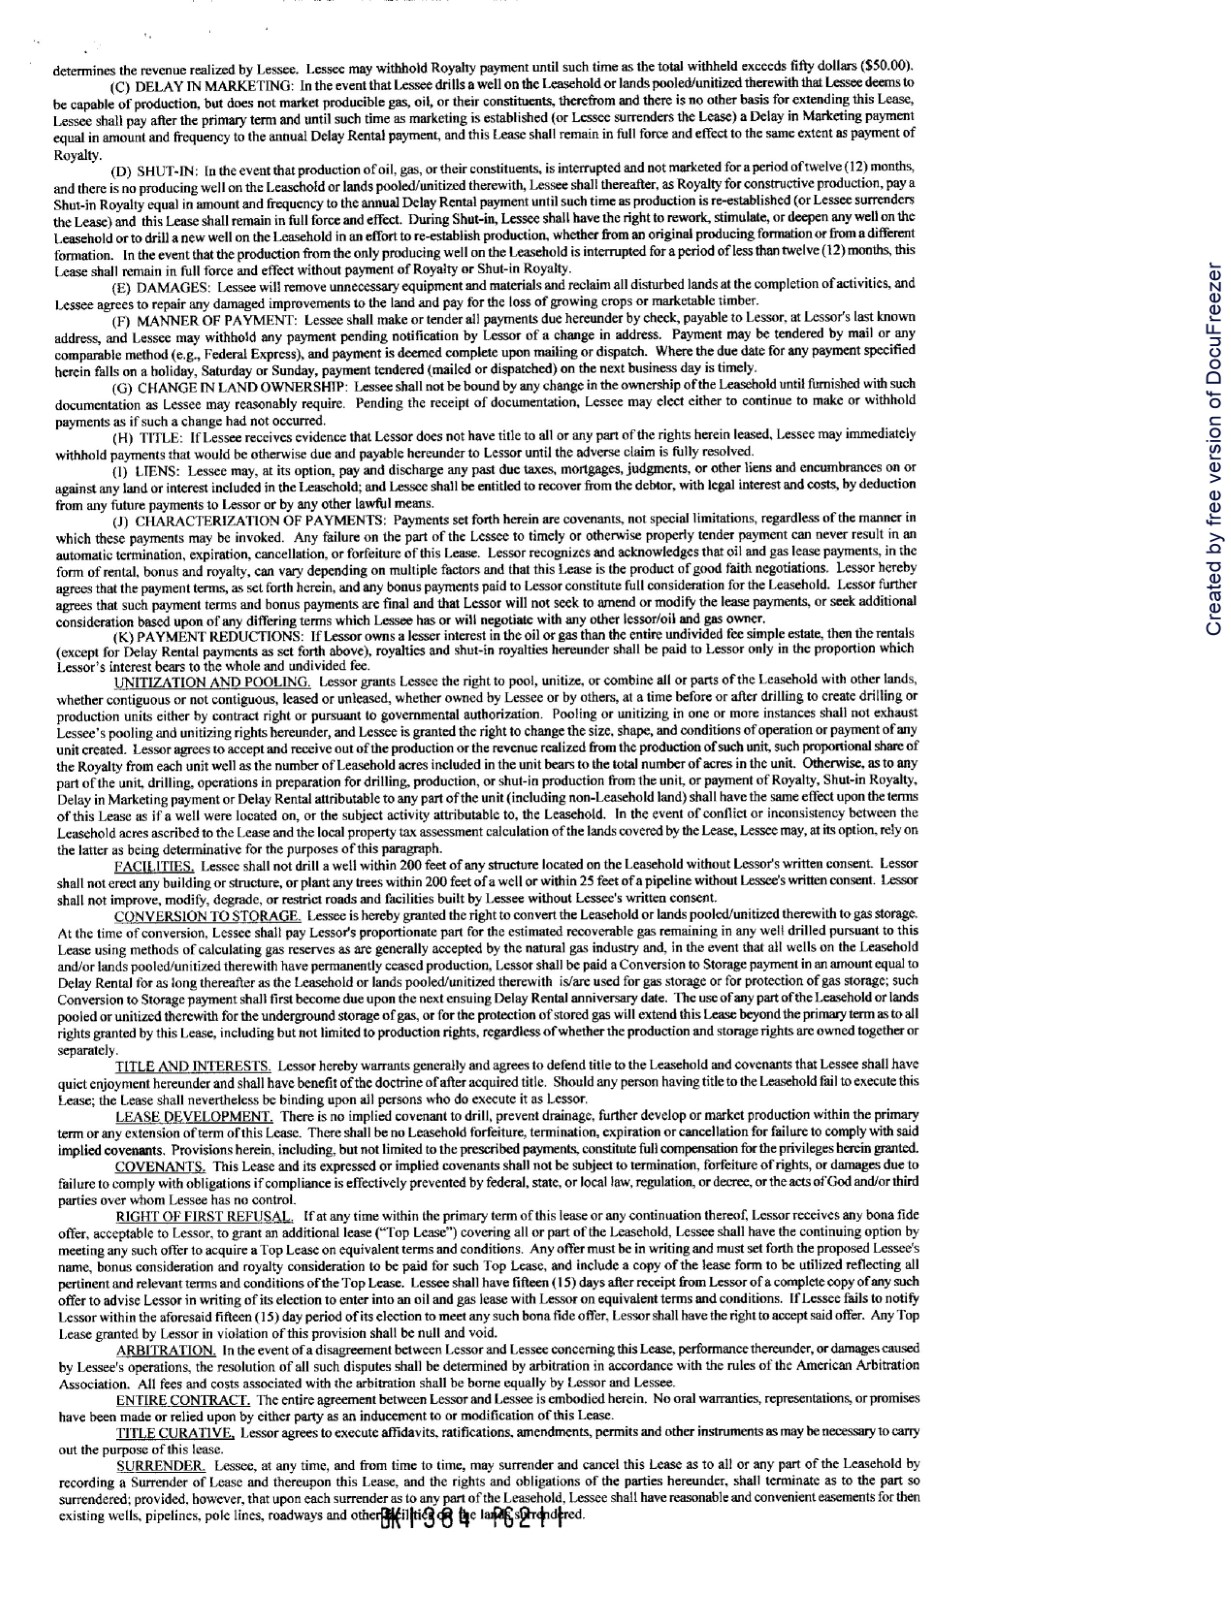 determines the revenue realized by Lessee. Lessee may withhold Royalty payment until such time as the total withheld exceeds fifty dollars ($50.00).
(C) DELAY IN MARKETING: In the event that Lessee drills a well on the Leasehold or lands pooled/unitized therewith that Lessee deems to
be capable of production, but does not market producible gas, oil, or their constituents, therefrom and there is no other basis for extending this Lease,
Lessee shall pay after the primary term and until such time as marketing is established (or Lessee surrenders the Lease) a Delay in Marketing payment
equal in amount and frequency to the annual Delay Rental payment, and this Lease shall remain in full force and effect to the same extent as payment of
Royalty.
(D) SHUT-IN: In the event that production of oil, gas, or their constituents, is interrupted and not marketed for a period of twelve (12) months,
and there is no producing well on the Leasehold or lands pooled/unitized therewith, Lessee shall thereafter, as Royalty for constructive production, pay a
Shut-in Royalty equal in amount and frequency to the annual Delay Rental payment until such time as production is re-established (or Lessee surrenders
the Lease) and this Lease shall remain in full force and effect. During Shut-in, Lessee shall have the right to rework, stimulate, or deepen any well on the
Leasehold or to drill a new well on the Leasehold in an effort to re-establish production, whether from an original producing formation or from a different
formation. In the event that the production from the only producing well on the Leasehold is interrupted for a period of less than twelve (12) months, this
Lease shall remain in full force and effect without payment of Royalty or Shut-in Royalty.
(E) DAMAGES: Lessee will remove unnecessary equipment and materials and reclaim all disturbed lands at the completion of activities, and
Lessee agrees to repair any damaged improvements to the land and pay for the loss of growing crops or marketable timber.
(F) MANNER OF PAYMENT: Lessee shall make or tender all payments due hereunder by check, payable to Lessor, at Lessor's last known
address, and Lessee may withhold any payment pending notification by Lessor of a change in address. Payment may be tendered by mail or any
comparable method (e.g., Federal Express), and payment is deemed complete upon mailing or dispatch. Where the due date for any payment specified
herein falls on a holiday, Saturday or Sunday, payment tendered (mailed or dispatched) on the next business day is timely.
(G) CHANGE IN LAND OWNERSHIP: Lessee shall not be bound by any change in the ownership of the Leasehold until furnished with such
documentation as Lessee may reasonably require. Pending the receipt of documentation, Lessee may elect either to continue to make or withhold
payments as if such a change had not occurred.
(H) TITLE: If Lessee receives evidence that Lessor does not have title to all or any part of the rights herein leased, Lessee may immediately
withhold payments that would be otherwise due and payable hereunder to Lessor until the adverse claim is fully resolved.
(I) LIENS: Lessee may, at its option, pay and discharge any past due taxes, mortgages, judgments, or other liens and encumbrances on or
against any land or interest included in the Leasehold; and Lessee shall be entitled to recover from the debtor, with legal interest and costs, by deduction
from any future payments to Lessor or by any other lawful means.
(J) CHARACTERIZATION OF PAYMENTS: Payments set forth herein are covenants, not special limitations, regardless of the manner in
which these payments may be invoked. Any failure on the part of the Lessee to timely or otherwise properly tender payment can never result in an
automatic termination, expiration, cancellation, or forfeiture of this Lease. Lessor recognizes and acknowledges that oil and gas lease payments, in the
form of rental, bonus and royalty, can vary depending on multiple factors and that this Lease is the product of good faith negotiations. Lessor hereby
agrees that the payment terms, as set forth herein, and any bonus payments paid to Lessor constitute full consideration for the Leasehold. Lessor further
agrees that such payment terms and bonus payments are final and that Lessor will not seek to amend or modify the lease payments, or seek additional
consideration based upon of any differing terms which Lessee has or will negotiate with any other lessor/oil and gas owner.
(K) PAYMENT REDUCTIONS: If Lessor owns a lesser interest in the oil or gas than the entire undivided fee simple estate, then the rentals
(except for Delay Rental payments as set forth above), royalties and shut-in royalties hereunder shall be paid to Lessor only in the proportion which
Lessor's interest bears to the whole and undivided fee.
UNITIZATION AND POOLING. Lessor grants Lessee the right to pool, unitize, or combine all or parts of the Leasehold with other lands,
whether contiguous or not contiguous, leased or unleased, whether owned by Lessee or by others, at a time before or after drilling to create drilling or
production units either by contract right or pursuant to governmental authorization. Pooling or unitizing in one or more instances shall not exhaust
Lessee's pooling and unitizing rights hereunder, and Lessee is granted the right to change the size, shape, and conditions of operation or payment of any
unit created. Lessor agrees to accept and receive out of the production or the revenue realized from the production of such unit, such proportional share of
the Royalty from each unit well as the number of Leasehold acres included in the unit bears to the total number of acres in the unit. Otherwise, as to any
part of the unit, drilling, operations in preparation for drilling, production, or shut-in production from the unit, or payment of Royalty, Shut-in Royalty,
Delay in Marketing payment or Delay Rental attributable to any part of the unit (including non-Leasehold land) shall have the same effect upon the terms
of this Lease as if a well were located on, or the subject activity attributable to, the Leasehold. In the event of conflict or inconsistency between the
Leasehold acres ascribed to the Lease and the local property tax assessment calculation of the lands covered by the Lease, Lessee may, at its option, rely on
the latter as being determinative for the purposes of this paragraph.
FACILITIES. Lessee shall not drill a well within 200 feet of any structure located on the Leasehold without Lessor's written consent. Lessor
shall not erect any building or structure, or plant any trees within 200 feet of a well or within 25 feet of a pipeline without Lessee's written consent. Lessor
shall not improve, modify, degrade, or restrict roads and facilities built by Lessee without Lessee's written consent.
CONVERSION TO STORAGE. Lessee is hereby granted the right to convert the Leasehold or lands pooled/unitized therewith to gas storage.
At the time of conversion, Lessee shall pay Lessor's proportionate part for the estimated recoverable gas remaining in any well drilled pursuant to this
Lease using methods of calculating gas reserves as are generally accepted by the natural gas industry and, in the event that all wells on the Leasehold
and/or lands pooled/unitized therewith have permanently ceased production, Lessor shall be paid a Conversion to Storage payment in an amount equal to
Delay Rental for as long thereafter as the Leasehold or lands pooled/unitized therewith is/are used for gas storage or for protection of gas storage; such
Conversion to Storage payment shall first become due upon the next ensuing Delay Rental anniversary date. The use of any part of the Leasehold or lands
pooled or unitized therewith for the underground storage of gas, or for the protection of stored gas will extend this Lease beyond the primary term as to all
rights granted by this Lease, including but not limited to production rights, regardless of whether the production and storage rights are owned together or
separately.
TITLE AND INTERESTS. Lessor hereby warrants generally and agrees to defend title to the Leasehold and covenants that Lessee shall have
quiet enjoyment hereunder and shall have benefit of the doctrine of after acquired title. Should any person having title to the Leasehold fail to execute this
Lease; the Lease shall nevertheless be binding upon all persons who do execute it as Lessor.
LEASE DEVELOPMENT. There is no implied covenant to drill, prevent drainage, further develop or market production within the primary
term or any extension of term of this Lease. There shall be no Leasehold forfeiture, termination, expiration or cancellation for failure to comply with said
implied covenants. Provisions herein, including, but not limited to the prescribed payments, constitute full compensation for the privileges herein granted.
COVENANTS. This Lease and its expressed or implied covenants shall not be subject to termination, forfeiture of rights, or damages due to
failure to comply with obligations if compliance is effectively prevented by federal, state, or local law, regulation, or decree, or the acts of God and/or third
parties over whom Lessee has no control.
RIGHT OF FIRST REFUSAL. If at any time within the primary term of this lease or any continuation thereof, Lessor receives any bona fide
offer, acceptable to Lessor, to grant an additional lease ("Top Lease") covering all or part of the Leasehold, Lessee shall have the continuing option by
meeting any such offer to acquire a Top Lease on equivalent terms and conditions. Any offer must be in writing and must set forth the proposed Lessee's
name, bonus consideration and royalty consideration to be paid for such Top Lease, and include a copy of the lease form to be utilized reflecting all
pertinent and relevant terms and conditions of the Top Lease. Lessee shall have fifteen (15) days after receipt from Lessor of a complete copy of any such
offer to advise Lessor in writing of its election to enter into an oil and gas lease with Lessor on equivalent terms and conditions. If Lessee fails to notify
Lessor within the aforesaid fifteen (15) day period of its election to meet any such bona fide offer, Lessor shall have the right to accept said offer. Any Top
Lease granted by Lessor in violation of this provision shall be null and void.
ARBITRATION. In the event of a disagreement between Lessor and Lessee concerning this Lease, performance thereunder, or damages caused
by Lessee's operations, the resolution of all such disputes shall be determined by arbitration in accordance with the rules of the American Arbitration
Association. All fees and costs associated with the arbitration shall be borne equally by Lessor and Lessee.
ENTIRE CONTRACT. The entire agreement between Lessor and Lessee is embodied herein. No oral warranties, representations, or promises
have been made or relied upon by either party as an inducement to or modification of this Lease.
TITLE CURATIVE. Lessor agrees to execute affidavits, ratifications, amendments, permits and other instruments as may be necessary to carry
out the purpose of this lease.
SURRENDER. Lessee, at any time, and from time to time, may surrender and cancel this Lease as to all or any part of the Leasehold by
recording a Surrender of Lease and thereupon this Lease, and the rights and obligations of the parties hereunder, shall terminate as to the part so
surrendered; provided, however, that upon each surrender as to any part of the Leasehold, Lessee shall have reasonable and convenient easements for then
existing wells, pipelines, pole lines, roadways and other facilities on the lands surrendered.
BK1384 PG211
Created by free version of DocuFreezer